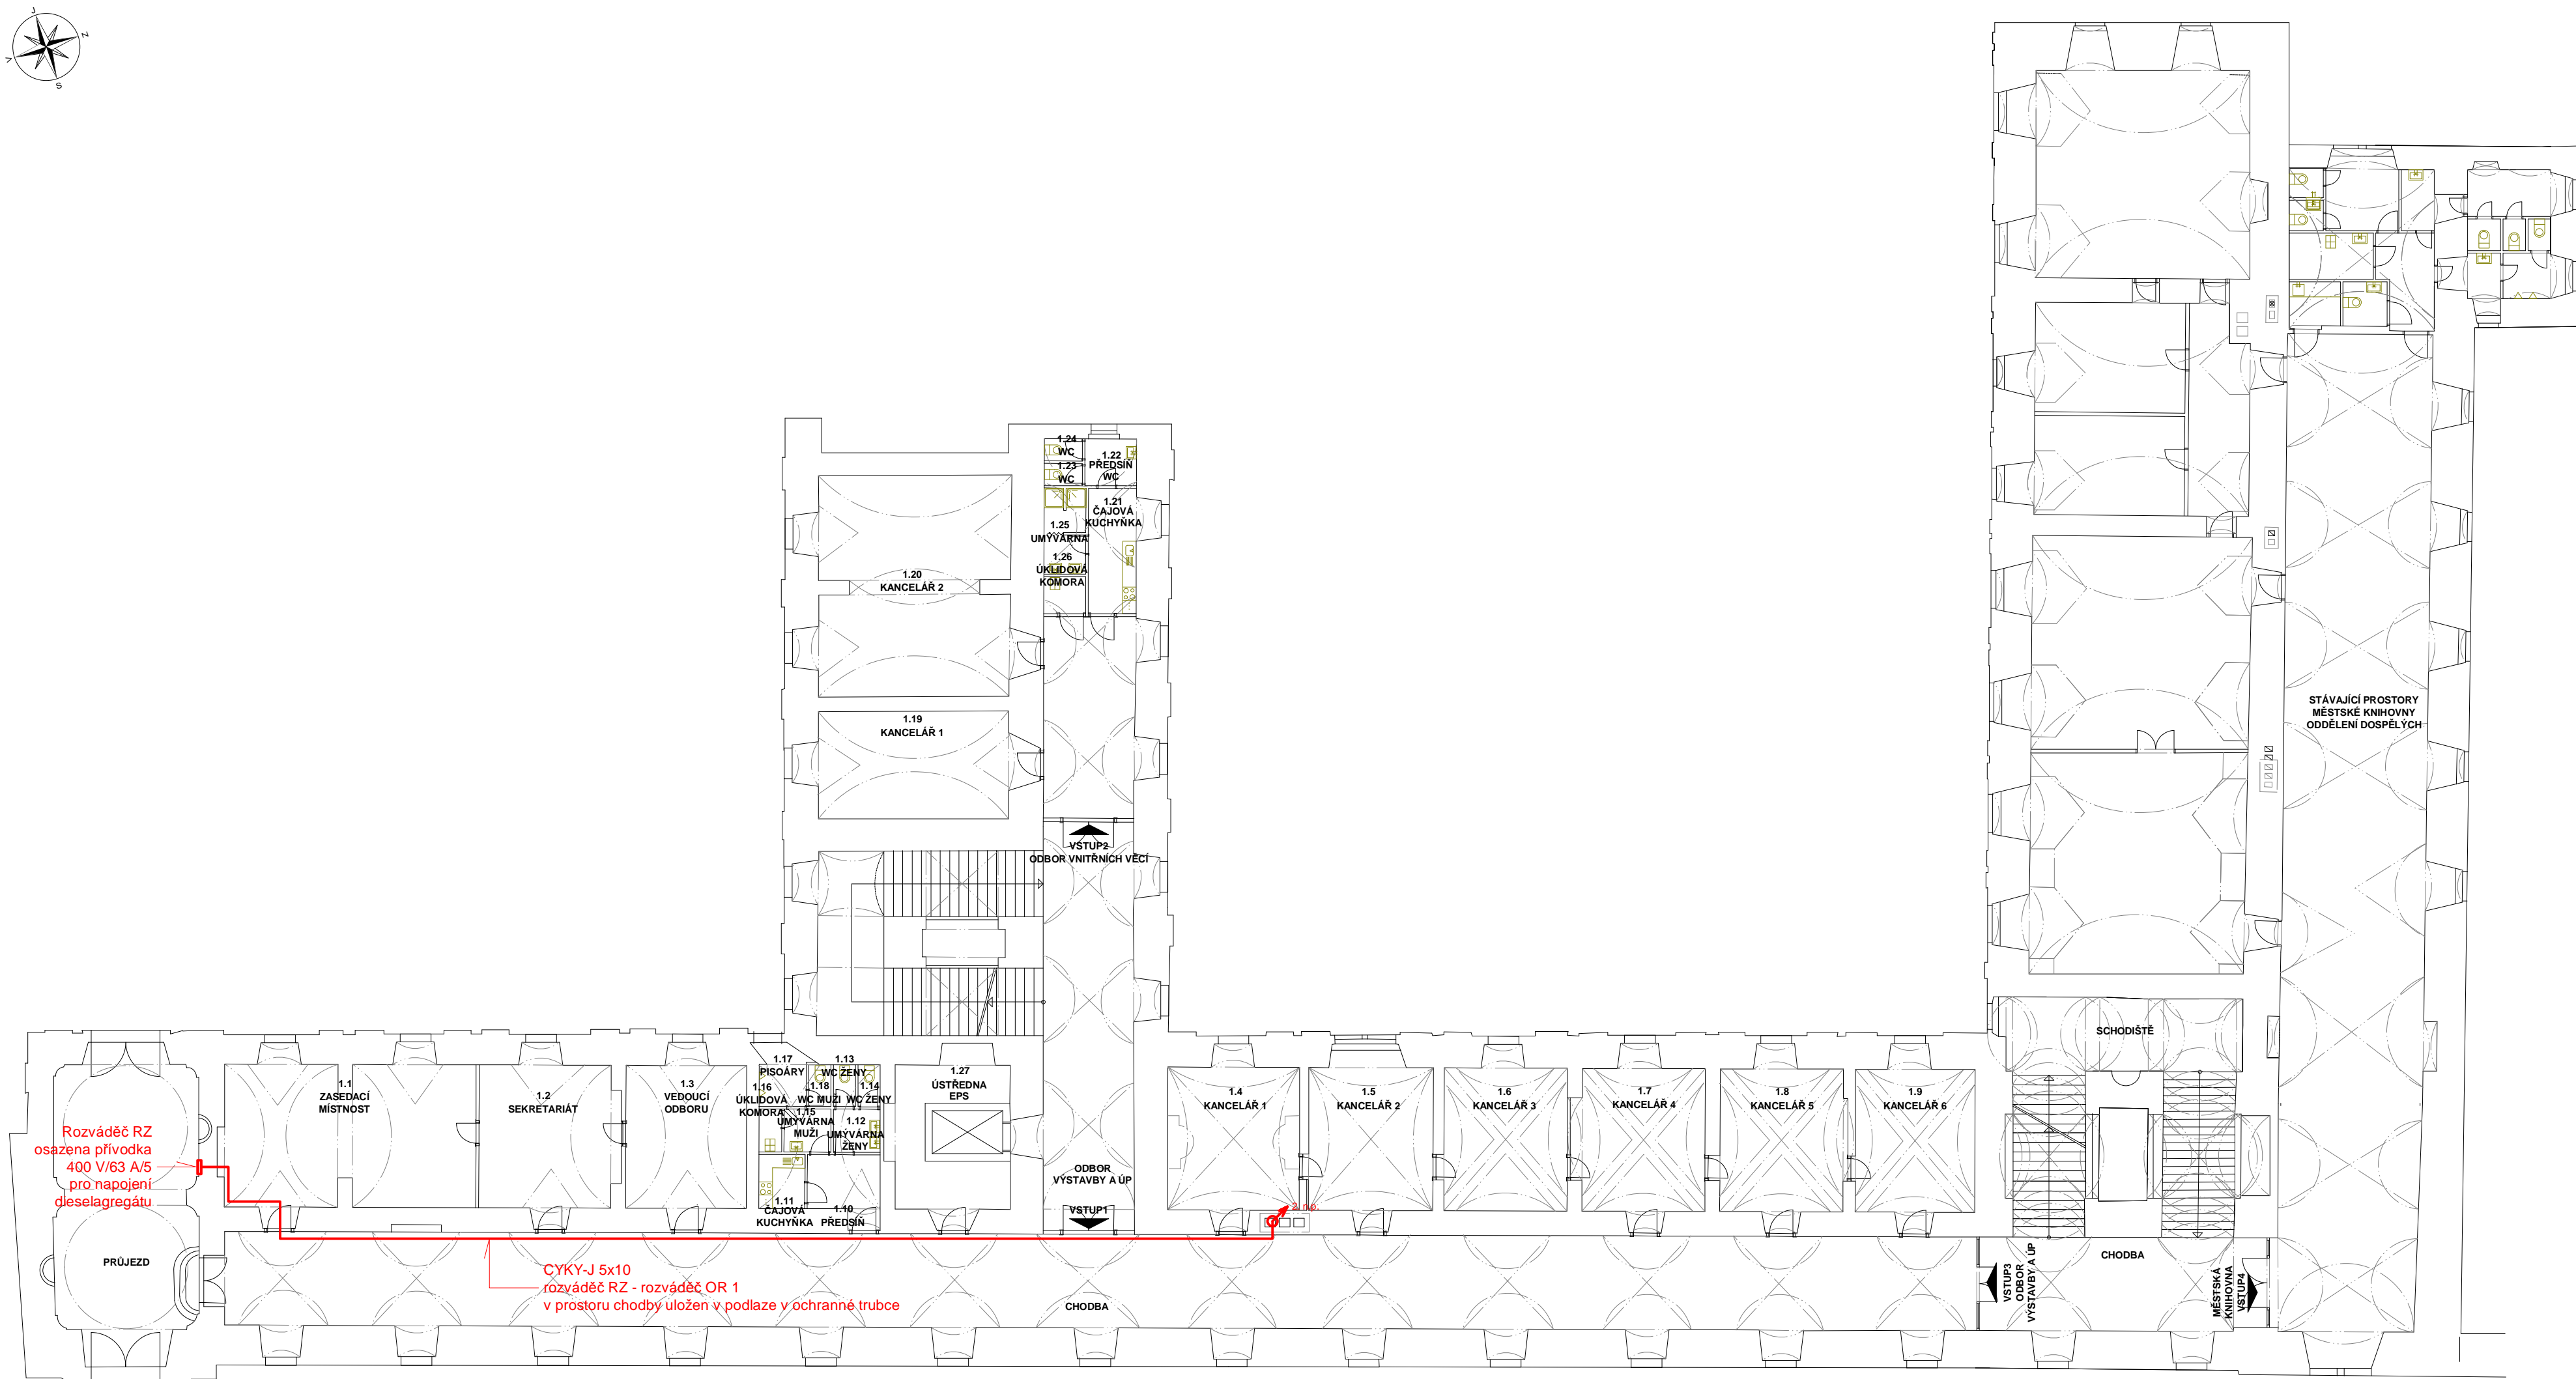 J
Z
V
S
1.24
WC
1.23
WC
1.22
PŘEDSÍŇ
WC
1.21
ČAJOVÁ
KUCHYŇKA
1.25
UMÝVÁRNA
1.26
ÚKLIDOVÁ
KOMORA
1.20
KANCELÁŘ 2
1.19
KANCELÁŘ 1
STÁVAJÍCÍ PROSTORY
MĚSTSKÉ KNIHOVNY
ODDĚLENÍ DOSPĚLÝCH
VSTUP2
ODBOR VNITŘNÍCH VĚCÍ
SCHODIŠTĚ
1.1
ZASEDACÍ
MÍSTNOST
1.2
SEKRETARIÁT
1.3
VEDOUCÍ
ODBORU
1.17
PISOÁRY
1.13
WC ŽENY
1.16
ÚKLIDOVÁ
KOMORA
1.18
WC MUŽI
1.14
WC ŽENY
1.15
UMÝVÁRNA
MUŽI
1.12
UMÝVÁRNA
ŽENY
1.11
ČAJOVÁ
KUCHYŇKA
1.10
PŘEDSÍŇ
1.27
ÚSTŘEDNA
EPS
ODBOR
VÝSTAVBY A ÚP
VSTUP1
1.4
KANCELÁŘ 1
1.5
KANCELÁŘ 2
1.6
KANCELÁŘ 3
1.7
KANCELÁŘ 4
1.8
KANCELÁŘ 5
1.9
KANCELÁŘ 6
Rozváděč RZ
osazena přívodka
400 V/63 A/5
pro napojení
dieselagregátu
2. n.p.
PRŮJEZD
CYKY-J 5x10
rozváděč RZ - rozváděč OR 1
v prostoru chodby uložen v podlaze v ochranné trubce
CHODBA
VSTUP3
ODBOR
VÝSTAVBY A ÚP
CHODBA
MĚSTSKÁ
KNIHOVNA
VSTUP4